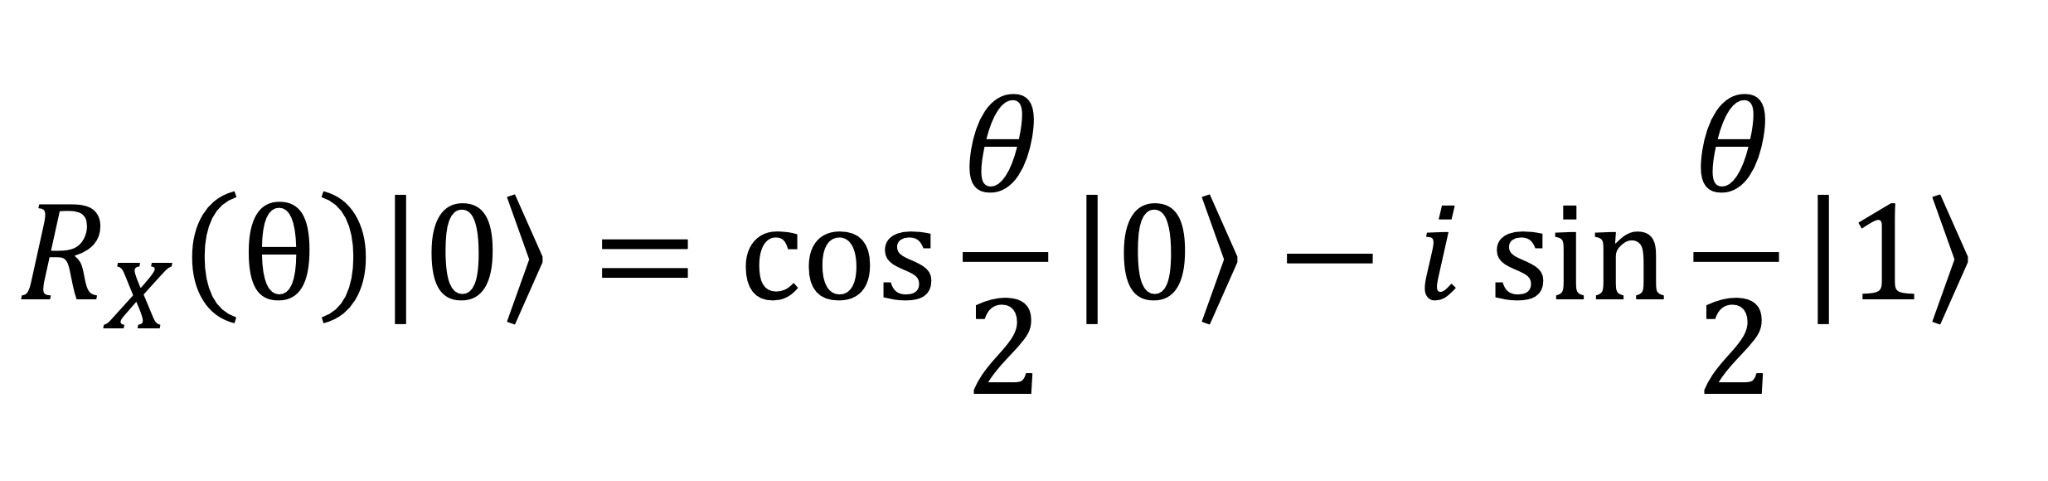 R_X(θ)|0⟩ = cos θ/2 |0⟩ − i sin θ/2 |1⟩